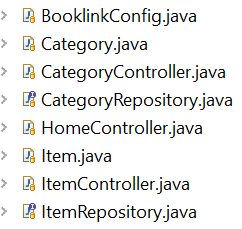 BooklinkConfig.java
Category.java
CategoryController.java
CategoryRepository.java
HomeController.java
Item.java
ItemController.java
ItemRepository.java